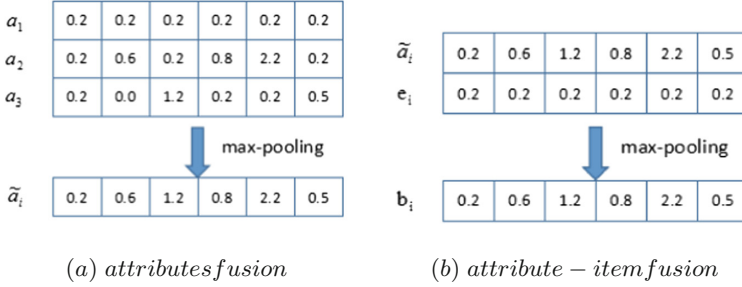 a₁ 0.2 0.2 0.2 0.2 0.2 0.2
a₂ 0.2 0.6 0.2 0.8 2.2 0.2
a₃ 0.2 0.0 1.2 0.2 0.2 0.5
max-pooling
ãᵢ 0.2 0.6 1.2 0.8 2.2 0.5
(a) attributesfusion
ãᵢ 0.2 0.6 1.2 0.8 2.2 0.5
eᵢ 0.2 0.2 0.2 0.2 0.2 0.2
max-pooling
bᵢ 0.2 0.6 1.2 0.8 2.2 0.5
(b) attribute − itemfusion